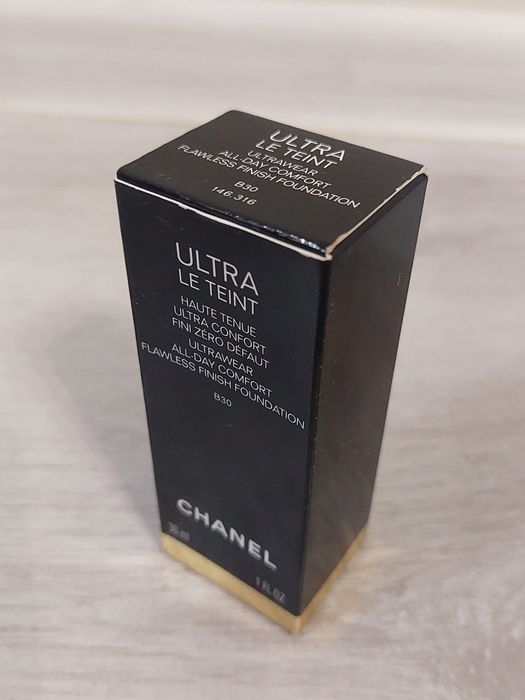 ULTRA
LE TEINT
ULTRAWEAR
ALL-DAY COMFORT
FLAWLESS FINISH FOUNDATION
B30
146.316
ULTRA
LE TEINT
HAUTE TENUE
ULTRA CONFORT
FINI ZÉRO DÉFAUT
ULTRAWEAR
ALL-DAY COMFORT
FLAWLESS FINISH FOUNDATION
B30
CHANEL
30 ml
1 FL.OZ